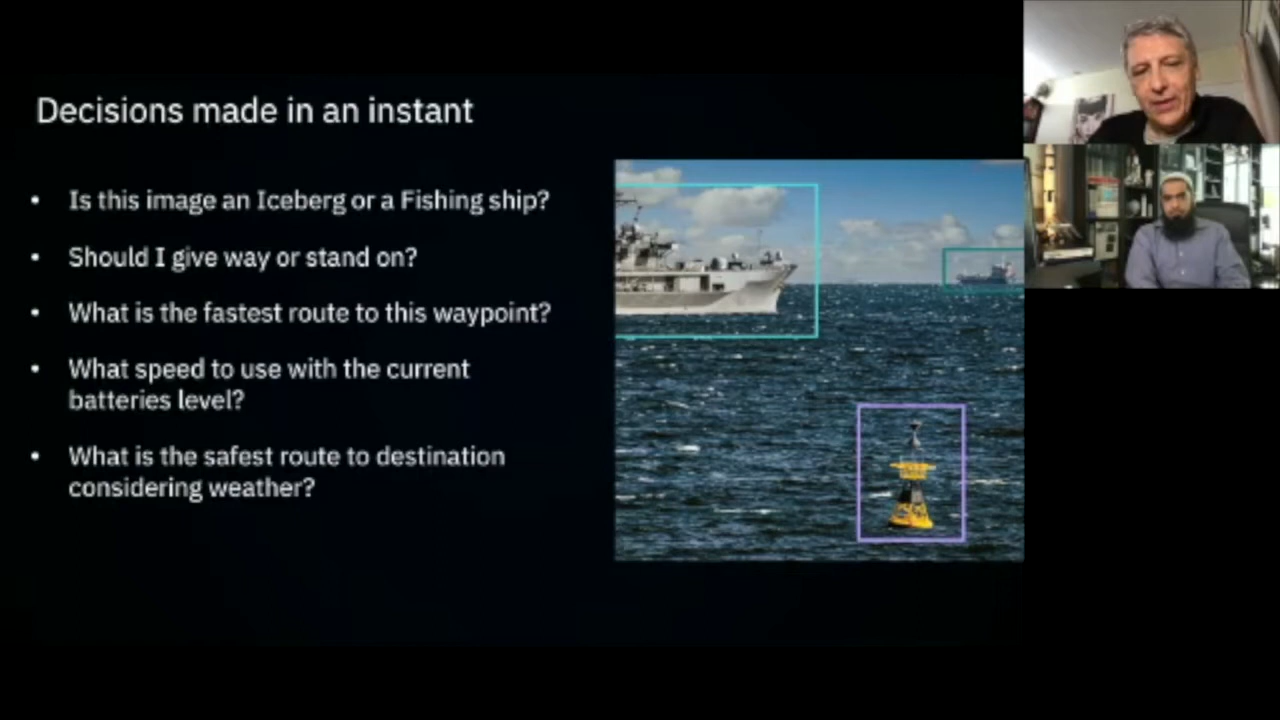 Decisions made in an instant
• Is this image an Iceberg or a Fishing ship?
• Should I give way or stand on?
• What is the fastest route to this waypoint?
• What speed to use with the current
batteries level?
• What is the safest route to destination
considering weather?